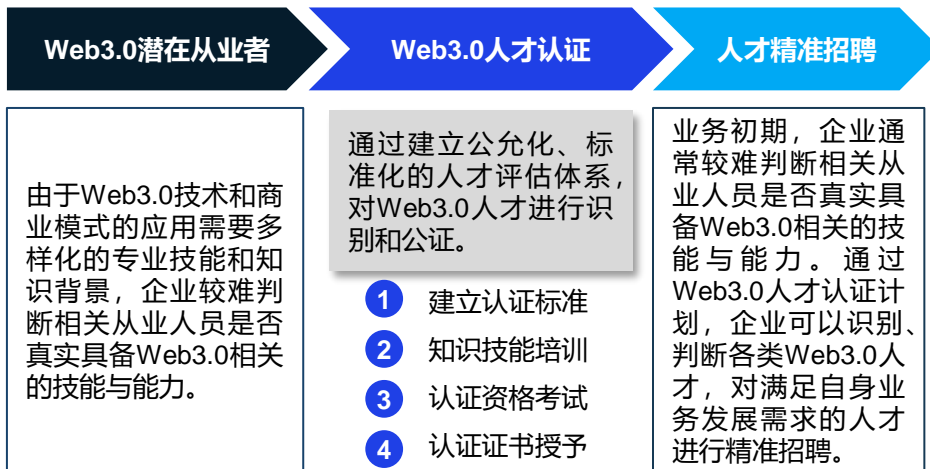 Web3.0潜在从业者
Web3.0人才认证
人才精准招聘
由于Web3.0技术和商
业模式的应用需要多
样化的专业技能和知
识背景，企业较难判
断相关从业人员是否
真实具备Web3.0相关
的技能与能力。
通过建立公允化、标
准化的人才评估体系，
对Web3.0人才进行识
别和公证。
1 建立认证标准
2 知识技能培训
3 认证资格考试
4 认证证书授予
业务初期，企业通
常较难判断相关从
业人员是否真实具
备Web3.0相关的技
能与能力。通过
Web3.0人才认证计
划，企业可以识别、
判断各类Web3.0人
才，对满足自身业
务发展需求的人才
进行精准招聘。